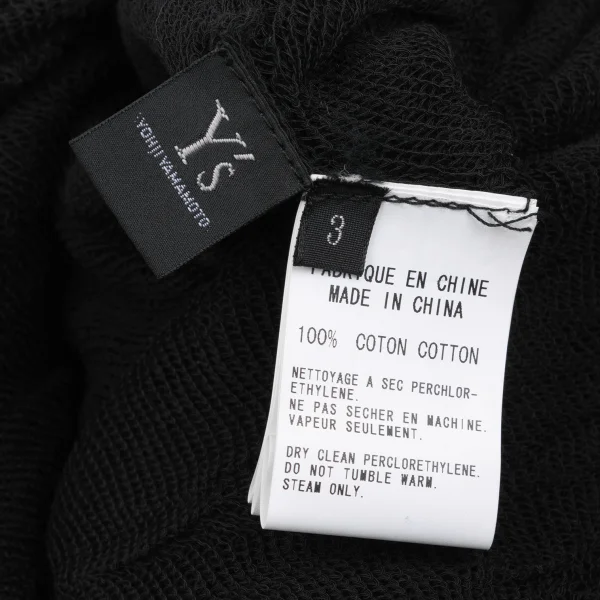 Y's
YOHJI YAMAMOTO
3
FABRIQUE EN CHINE
MADE IN CHINA
100% COTON COTTON
NETTOYAGE A SEC PERCHLOR-
ETHYLENE.
NE PAS SECHER EN MACHINE.
VAPEUR SEULEMENT.
DRY CLEAN PERCLORETHYLENE.
DO NOT TUMBLE WARM.
STEAM ONLY.